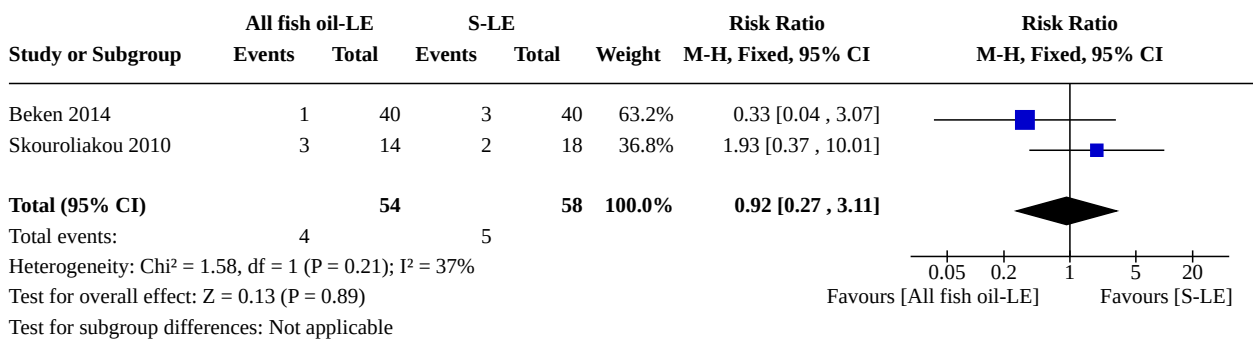 All fish oil-LE S-LE Risk Ratio Risk Ratio
Study or Subgroup Events Total Events Total Weight M-H, Fixed, 95% CI M-H, Fixed, 95% CI
Beken 2014 1 40 3 40 63.2% 0.33 [0.04 , 3.07]
Skouroliakou 2010 3 14 2 18 36.8% 1.93 [0.37 , 10.01]
Total (95% CI) 54 58 100.0% 0.92 [0.27 , 3.11]
Total events: 4 5
Heterogeneity: Chi² = 1.58, df = 1 (P = 0.21); I² = 37%
0.05 0.2 1 5 20
Test for overall effect: Z = 0.13 (P = 0.89)
Favours [All fish oil-LE] Favours [S-LE]
Test for subgroup differences: Not applicable